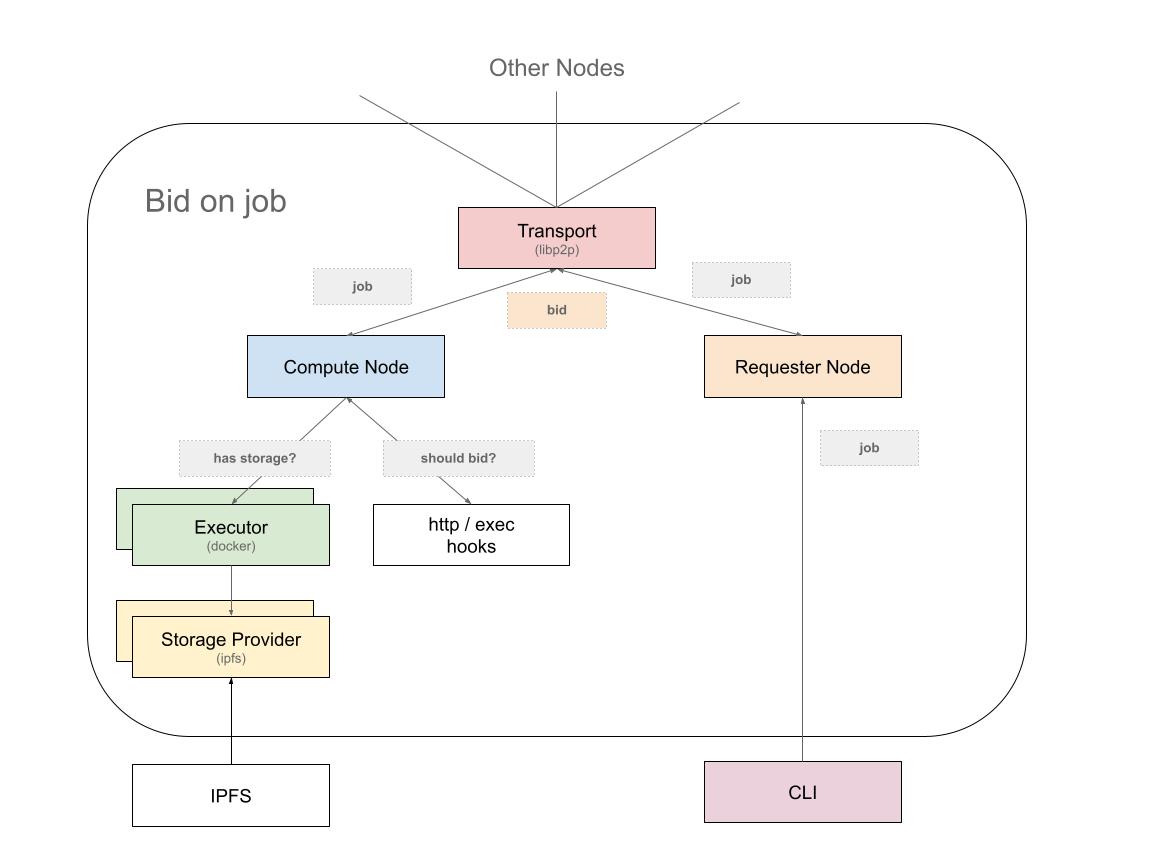 Other Nodes
Bid on job
Transport
(libp2p)
job
job
bid
Compute Node
Requester Node
has storage?
should bid?
job
Executor
(docker)
http / exec
hooks
Storage Provider
(ipfs)
IPFS
CLI